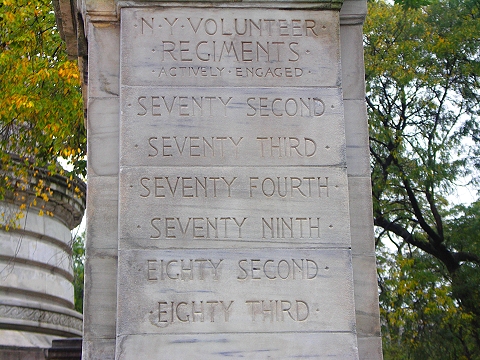 N·Y·VOLUNTEER·
·REGIMENTS·
·ACTIVELY·ENGAGED·
·SEVENTY-SECOND·
·SEVENTY THIRD·
·SEVENTY FOURTH·
·SEVENTY NINTH·
·EIGHTY SECOND·
·EIGHTY THIRD·